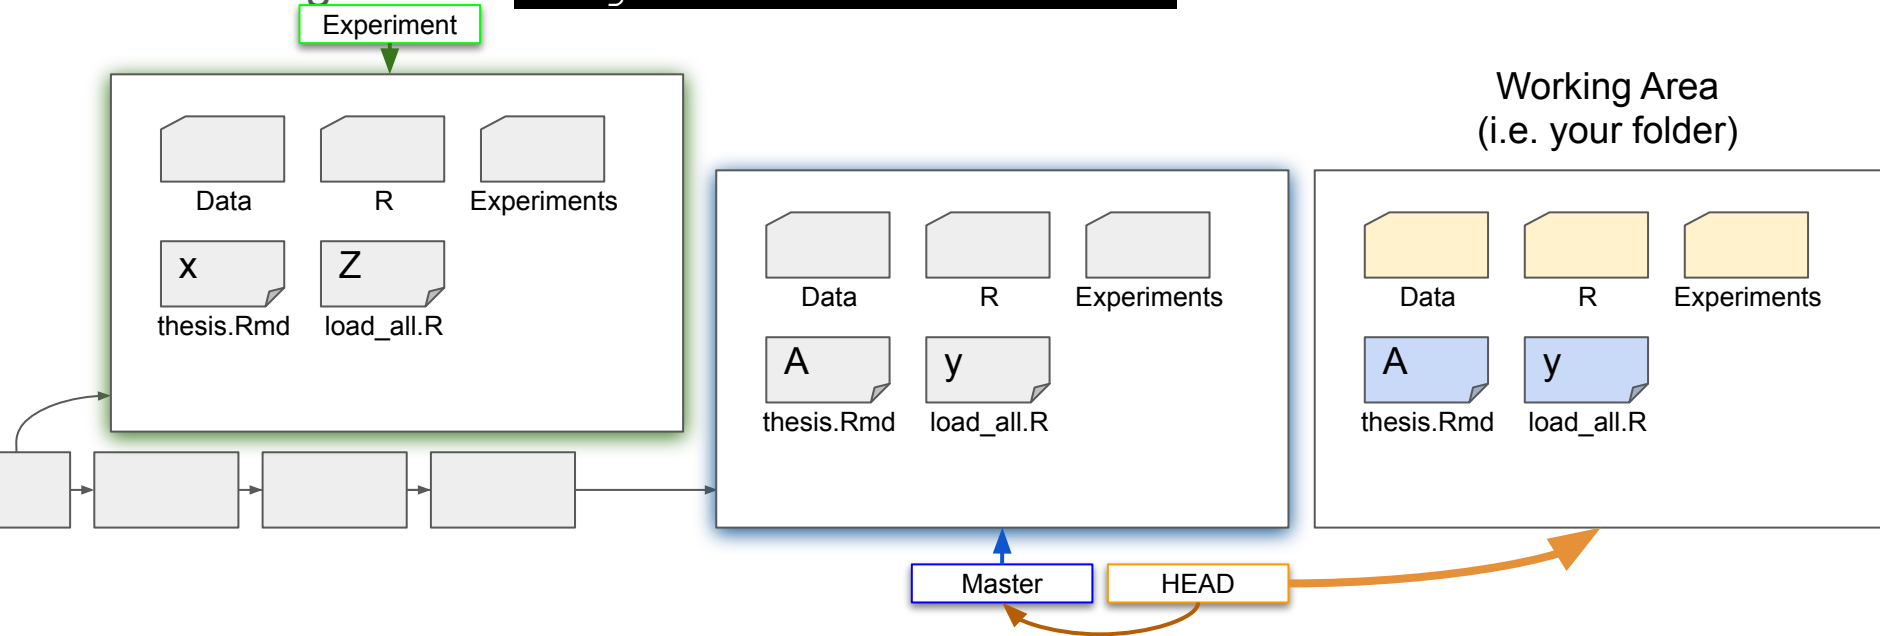 Experiment
Data
R
Experiments
x
Z
thesis.Rmd
load_all.R
Data
R
Experiments
A
y
thesis.Rmd
load_all.R
Master
HEAD
Working Area
(i.e. your folder)
Data
R
Experiments
A
y
thesis.Rmd
load_all.R